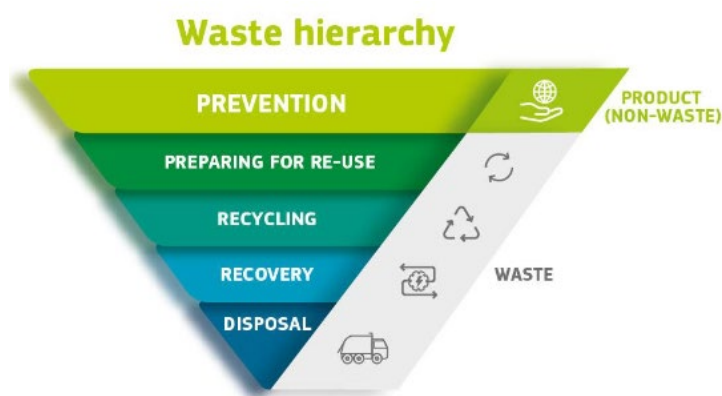 Waste hierarchy
PREVENTION
PRODUCT
(NON-WASTE)
PREPARING FOR RE-USE
RECYCLING
RECOVERY
WASTE
DISPOSAL